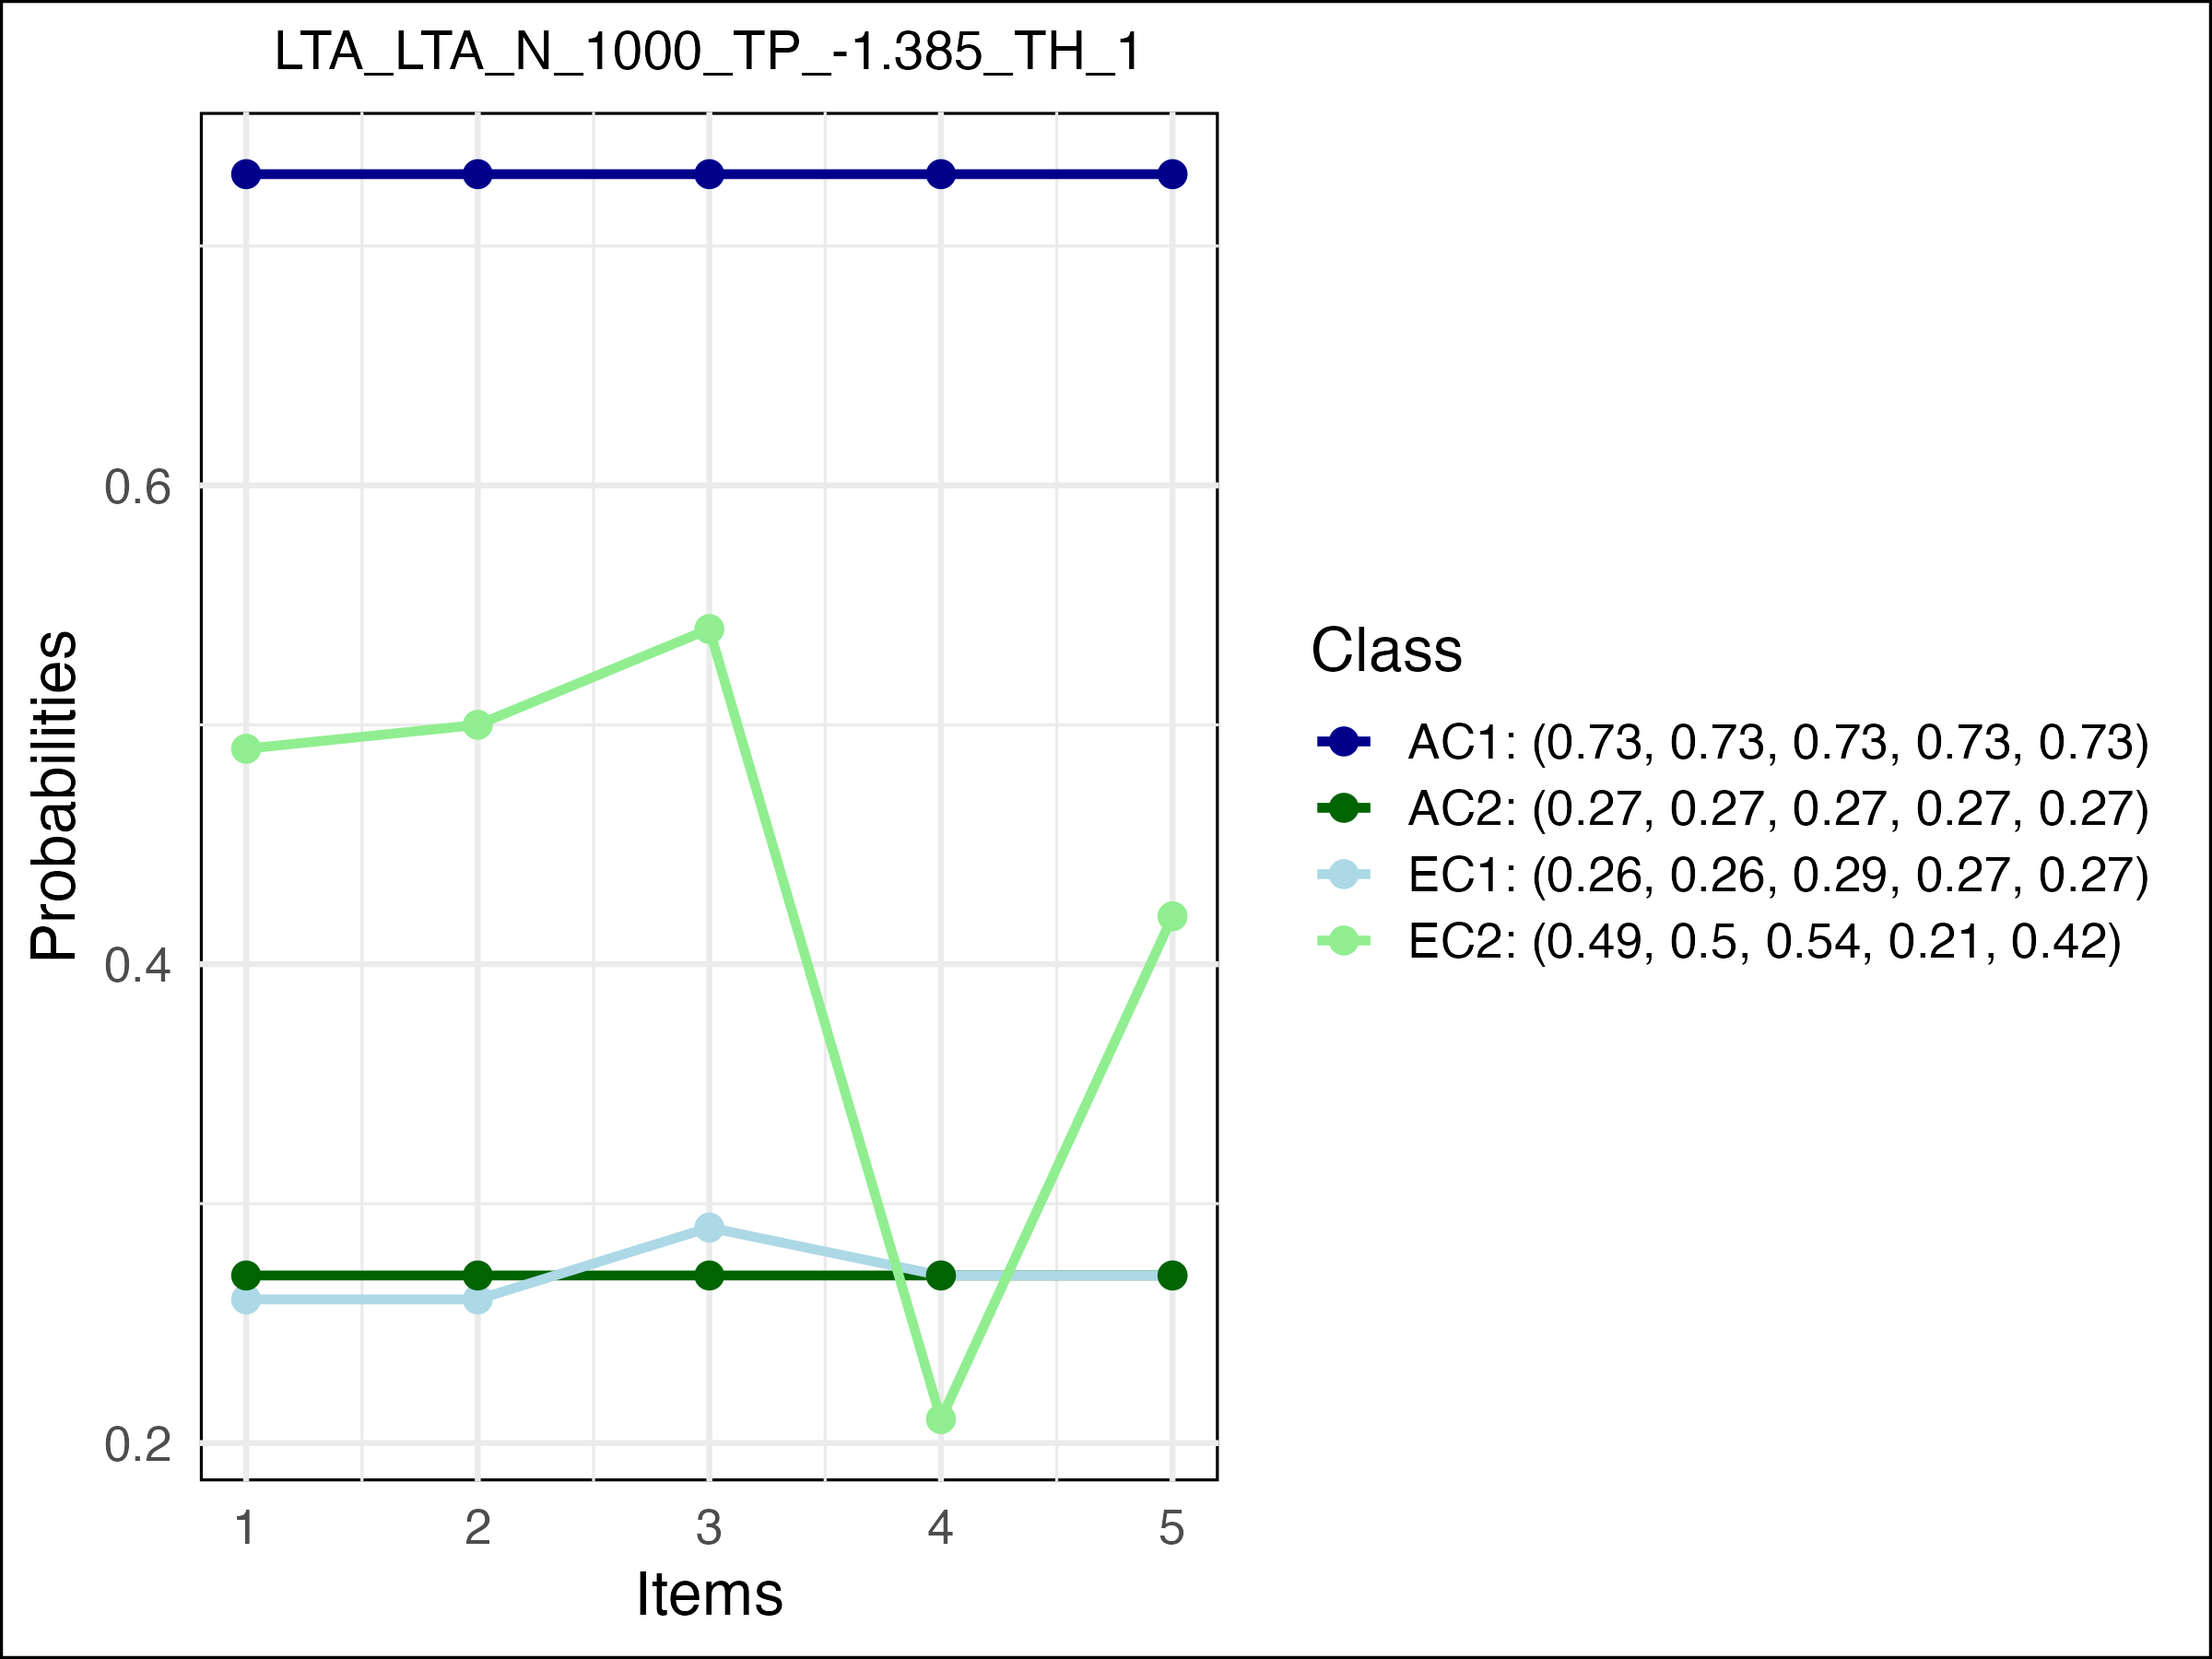 LTA_LTA_N_1000_TP_-1.385_TH_1
Probabilities
0.6
0.4
0.2
1 2 3 4 5
Items
Class
AC1: (0.73, 0.73, 0.73, 0.73, 0.73)
AC2: (0.27, 0.27, 0.27, 0.27, 0.27)
EC1: (0.26, 0.26, 0.29, 0.27, 0.27)
EC2: (0.49, 0.5, 0.54, 0.21, 0.42)